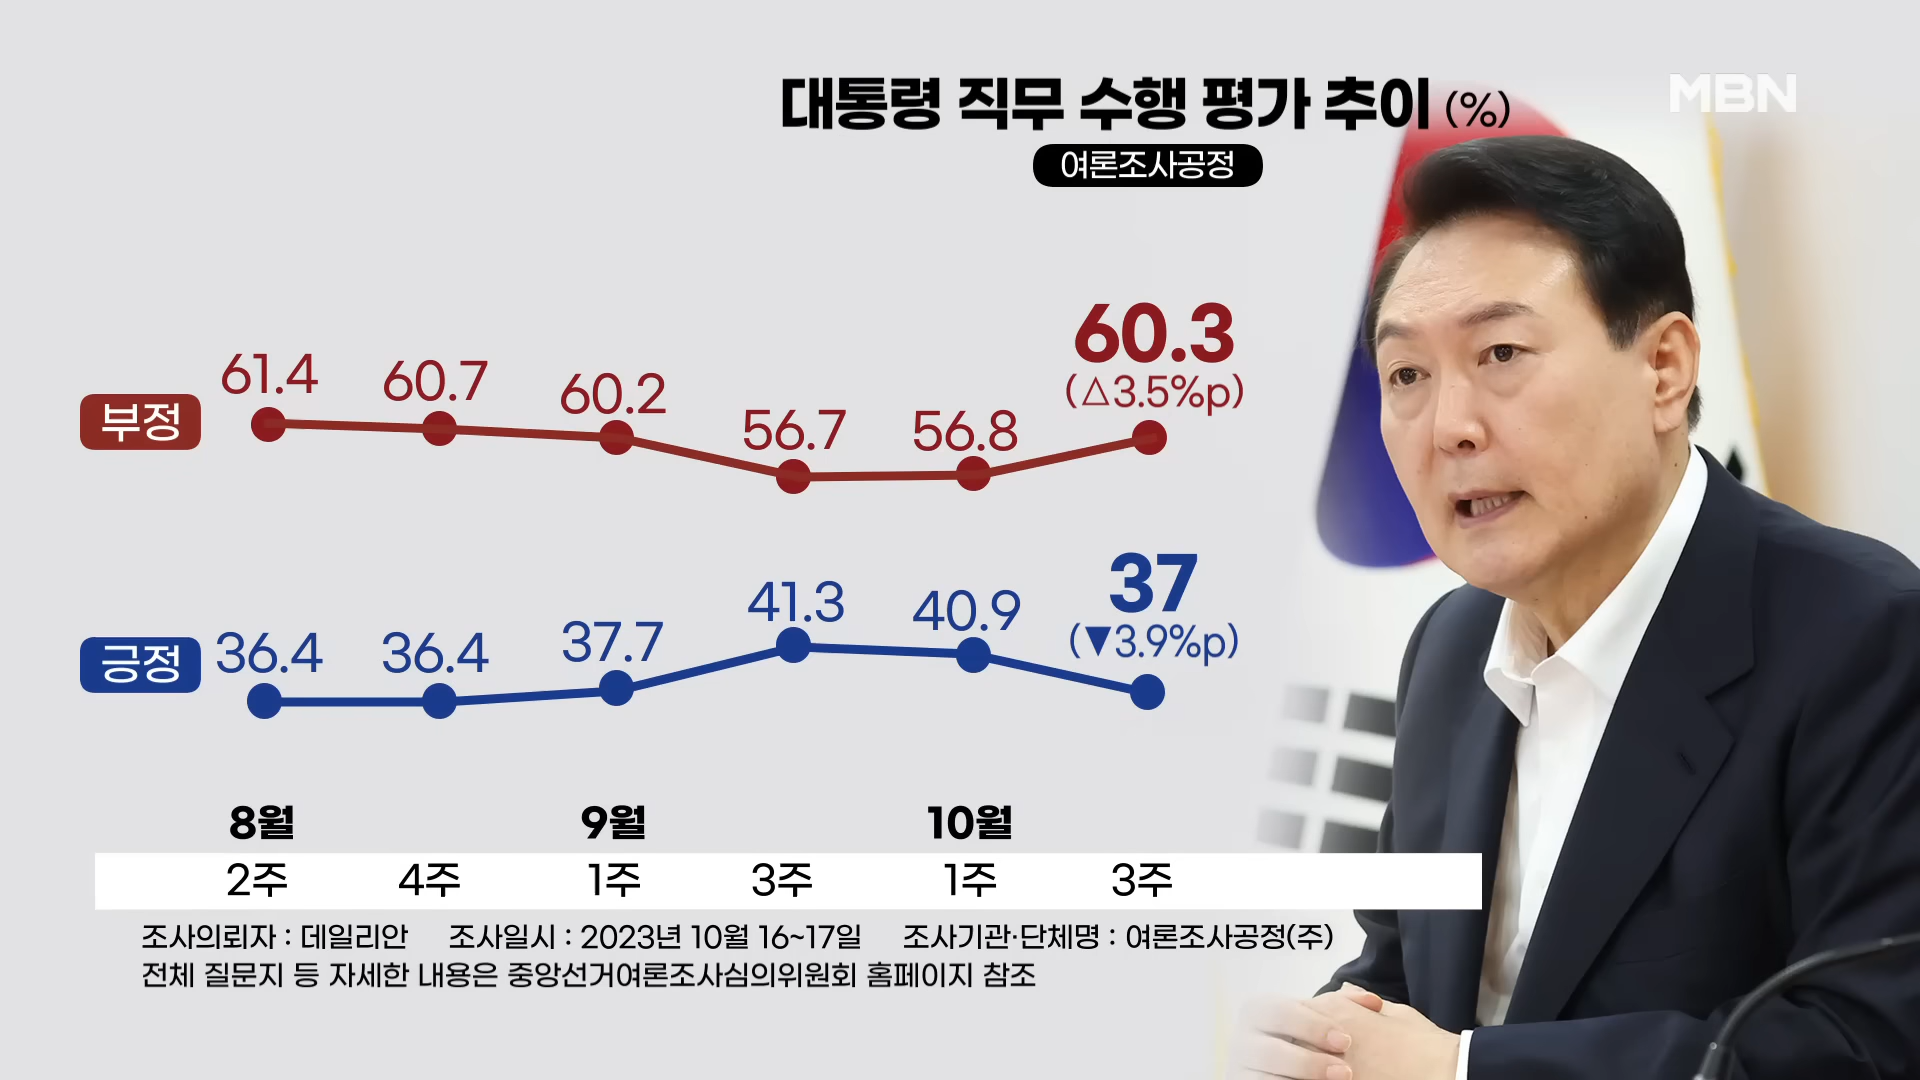 대통령 직무 수행 평가 추이 (%)
MBN
여론조사공정
부정
61.4 60.7 60.2 56.7 56.8 60.3
(△3.5%p)
긍정
36.4 36.4 37.7 41.3 40.9 37
(▼3.9%p)
8월 9월 10월
2주 4주 1주 3주 1주 3주
조사의뢰자 : 데일리안 조사일시 : 2023년 10월 16~17일 조사기관·단체명 : 여론조사공정(주)
전체 질문지 등 자세한 내용은 중앙선거여론조사심의위원회 홈페이지 참조